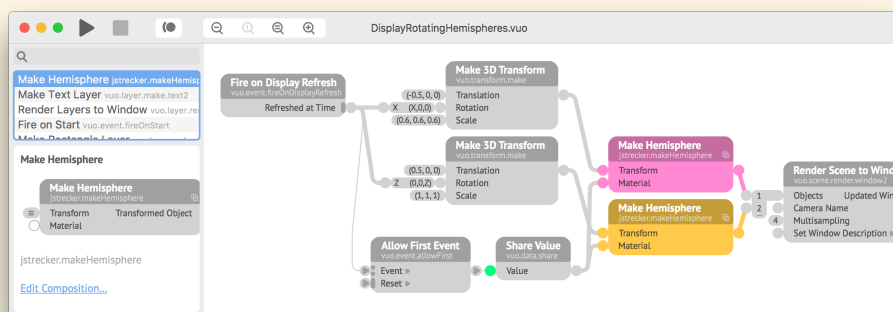 DisplayRotatingHemispheres.vuo
Make Hemisphere jstrecker.makeHemisp
Make Text Layer vuo.layer.make.text2
Render Layers to Window vuo.layer.re
Fire on Start vuo.event.fireOnStart
Make Rectangle Layer
Make Hemisphere
Make Hemisphere
jstrecker.makeHemisphere
Transform Transformed Object
Material
jstrecker.makeHemisphere
Edit Composition...
Fire on Display Refresh
vuo.event.fireOnDisplayRefresh
Refreshed at Time
Make 3D Transform
vuo.transform.make
(-0.5, 0, 0) Translation
X (X,0,0) Rotation
(0.6, 0.6, 0.6) Scale
Make 3D Transform
vuo.transform.make
(0.5, 0, 0) Translation
Z (0,0,Z) Rotation
(1, 1, 1) Scale
Allow First Event
vuo.event.allowFirst
Event
Reset
Share Value
vuo.data.share
Value
Make Hemisphere
jstrecker.makeHemisphere
Transform
Material
Make Hemisphere
jstrecker.makeHemisphere
Transform
Material
Render Scene to Wind
vuo.scene.render.window2
1 Objects Updated Win
2 Camera Name
4 Multisampling
Set Window Description